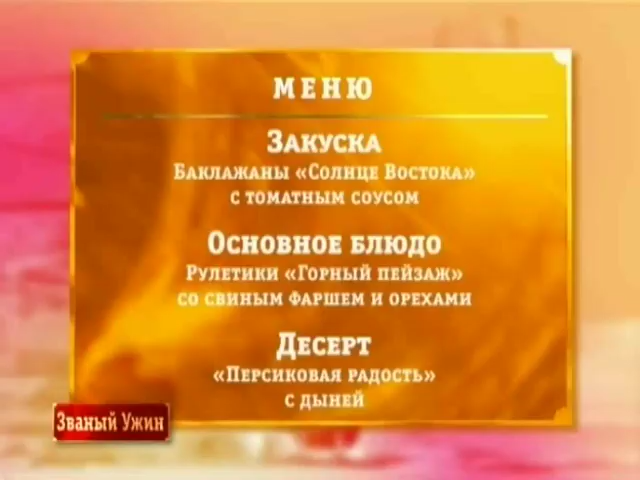 МЕНЮ
ЗАКУСКА
БАКЛАЖАНЫ «СОЛНЦЕ ВОСТОКА»
С ТОМАТНЫМ СОУСОМ
ОСНОВНОЕ БЛЮДО
РУЛЕТИКИ «ГОРНЫЙ ПЕЙЗАЖ»
СО СВИНЫМ ФАРШЕМ И ОРЕХАМИ
ДЕСЕРТ
«ПЕРСИКОВАЯ РАДОСТЬ»
С ДЫНЕЙ
Званый Ужин